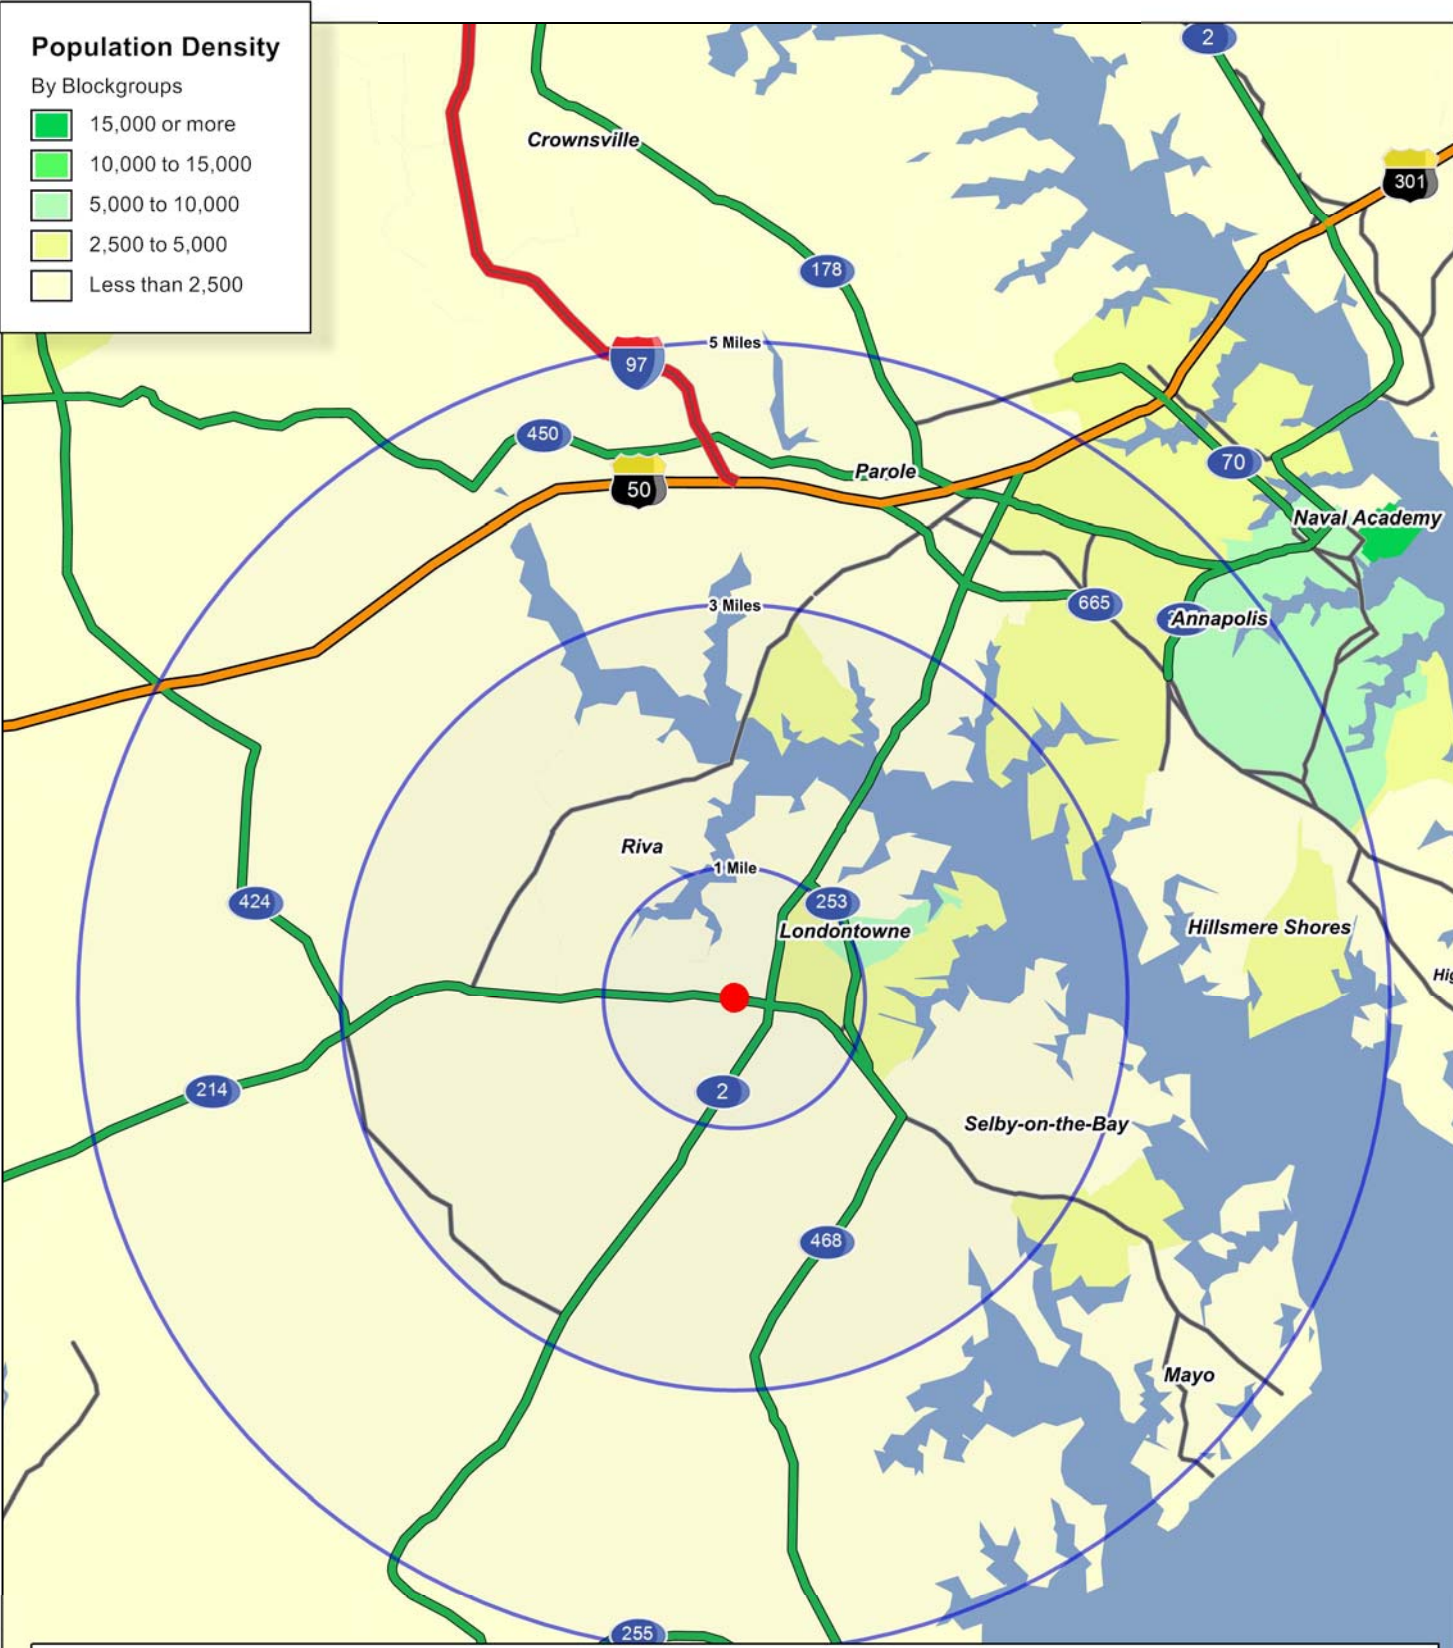 Population Density
By Blockgroups
15,000 or more
10,000 to 15,000
5,000 to 10,000
2,500 to 5,000
Less than 2,500
2
Crownsville
301
178
5 Miles
97
450
Parole
70
50
Naval Academy
3 Miles
665
Annapolis
Riva
1 Mile
424
253
Londontowne
Hillsmere Shores
Hig
214
2
Selby-on-the-Bay
468
Mayo
255